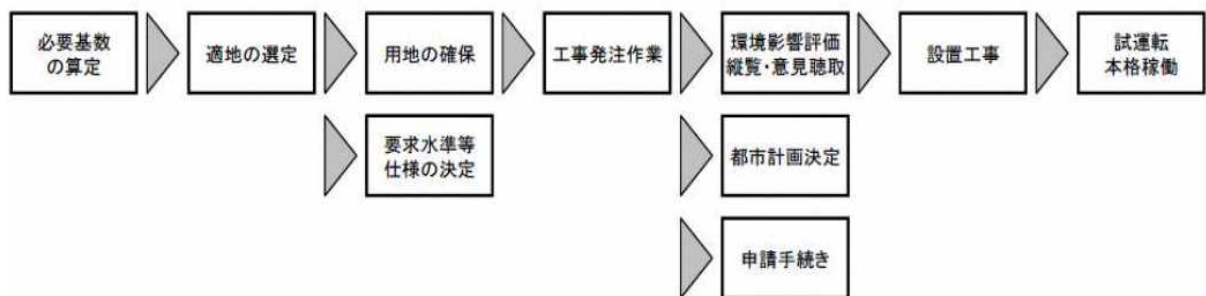 必要基数
の算定
適地の選定
用地の確保
工事発注作業
環境影響評価
縦覧・意見聴取
設置工事
試運転
本格稼働
要求水準等
仕様の決定
都市計画決定
申請手続き